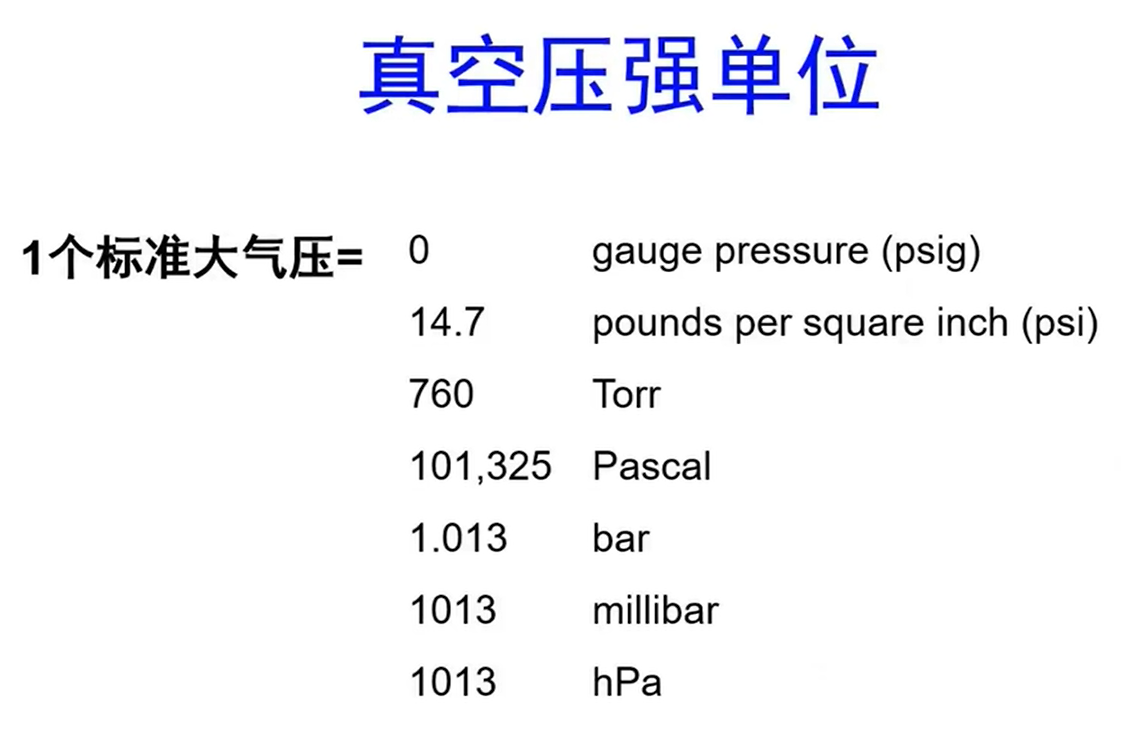 真空压强单位
1个标准大气压= 0 gauge pressure (psig)
14.7 pounds per square inch (psi)
760 Torr
101,325 Pascal
1.013 bar
1013 millibar
1013 hPa